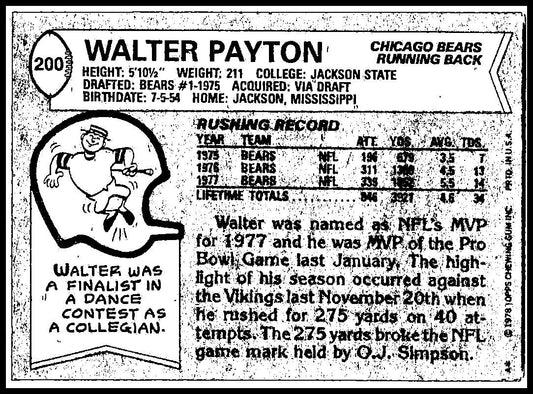 200
WALTER PAYTON
CHICAGO BEARS
RUNNING BACK
HEIGHT: 5'10½" WEIGHT: 211 COLLEGE: JACKSON STATE
DRAFTED: BEARS #1-1975 ACQUIRED: VIA DRAFT
BIRTHDATE: 7-5-54 HOME: JACKSON, MISSISSIPPI
RUSHING RECORD
YEAR TEAM ATT. YDS. AVG. TDS.
1975 BEARS NFL 196 679 3.5 7
1976 BEARS NFL 311 4.5 13
1977 BEARS NFL 339 5.5 14
LIFETIME TOTALS 846 3921 4.6 34
WALTER WAS
A FINALIST IN
A DANCE
CONTEST AS
A COLLEGIAN.
Walter was named as NFL's MVP
for 1977 and he was MVP of the Pro
Bowl Game last January. The high-
light of his season occurred against
the Vikings last November 20th when
he rushed for 275 yards on 40 at-
tempts. The 275 yards broke the NFL
game mark held by O.J. Simpson.
© 1978 TOPPS CHEWING GUM INC. PRTD. IN U.S.A.